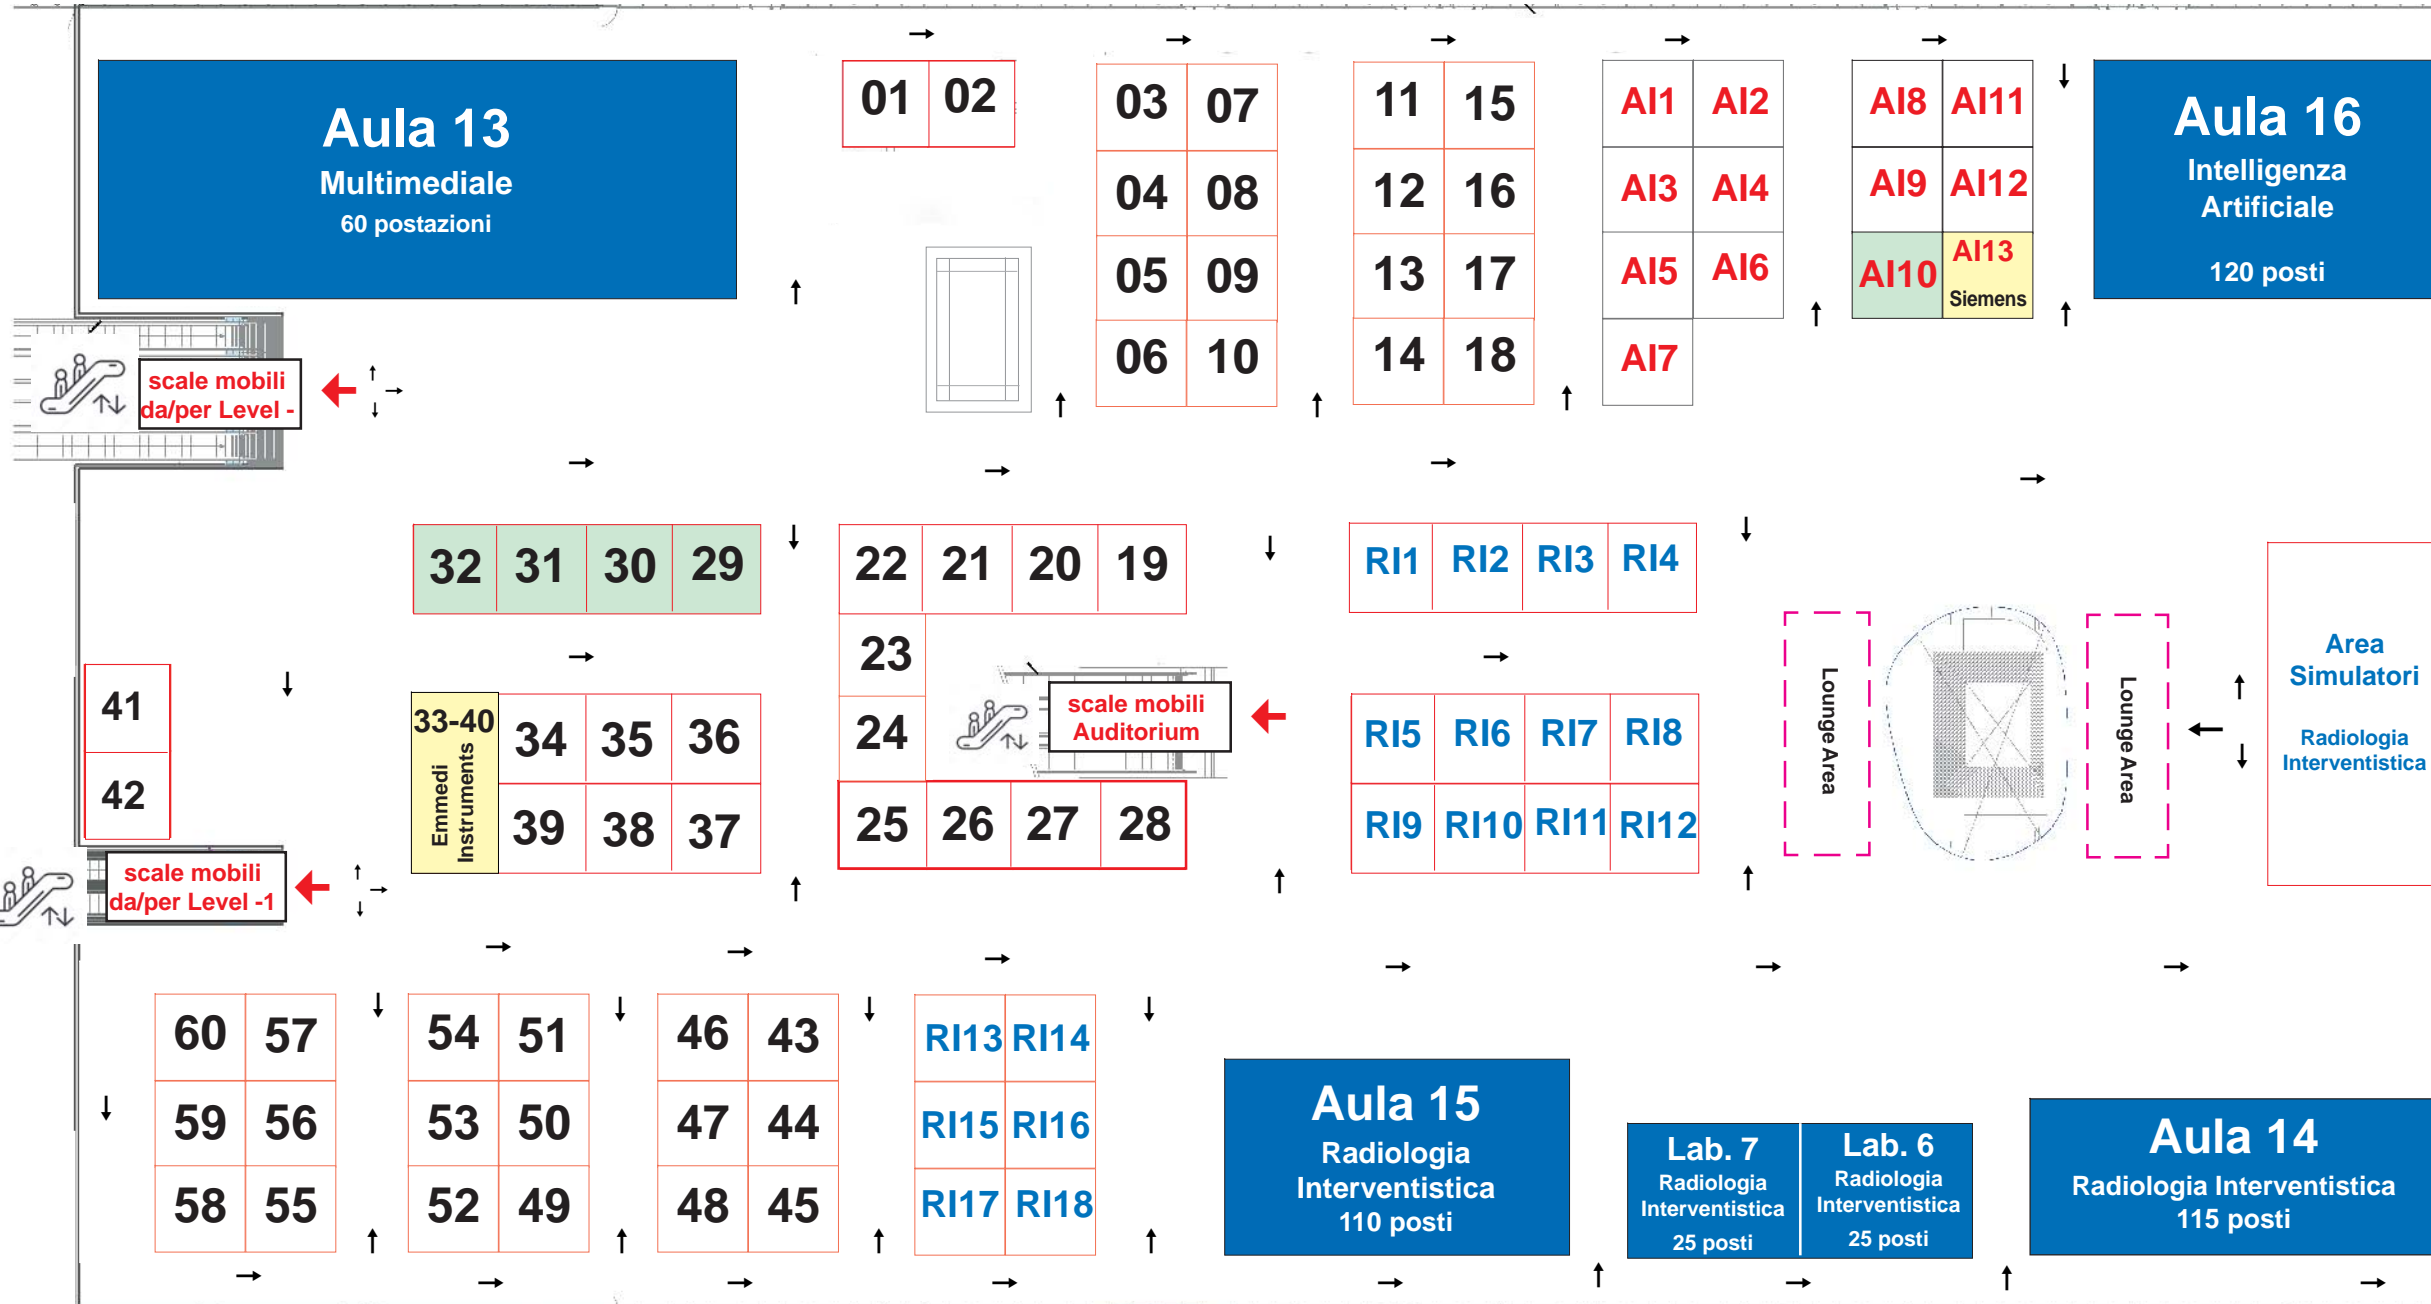 Aula 13
Multimediale
60 postazioni
01 02
03 07
04 08
05 09
06 10
11 15
12 16
13 17
14 18
AI1 AI2
AI3 AI4
AI5 AI6
AI7
AI8 AI11
AI9 AI12
AI10 AI13
Siemens
Aula 16
Intelligenza
Artificiale
120 posti
scale mobili
da/per Level -
32 31 30 29
22 21 20 19
23
24
25 26 27 28
scale mobili
Auditorium
RI1 RI2 RI3 RI4
RI5 RI6 RI7 RI8
RI9 RI10 RI11 RI12
Lounge Area
Lounge Area
Area
Simulatori
Radiologia
Interventistica
41
42
33-40
Emmedi
Instruments
34 35 36
39 38 37
scale mobili
da/per Level -1
60 57
59 56
58 55
54 51
53 50
52 49
46 43
47 44
48 45
RI13 RI14
RI15 RI16
RI17 RI18
Aula 15
Radiologia
Interventistica
110 posti
Lab. 7
Radiologia
Interventistica
25 posti
Lab. 6
Radiologia
Interventistica
25 posti
Aula 14
Radiologia Interventistica
115 posti